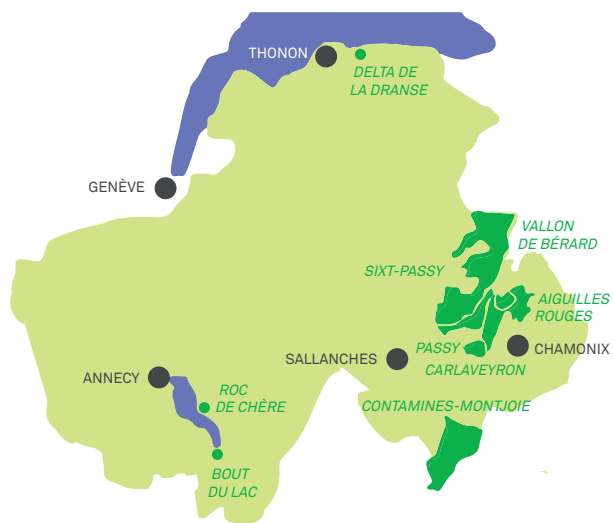 THONON
DELTA DE
LA DRANSE
GENÈVE
VALLON
DE BÉRARD
SIXT-PASSY
AIGUILLES
ROUGES
PASSY
CHAMONIX
SALLANCHES
CARLAVEYRON
ANNECY
ROC
DE CHÈRE
CONTAMINES-MONTJOIE
BOUT
DU LAC